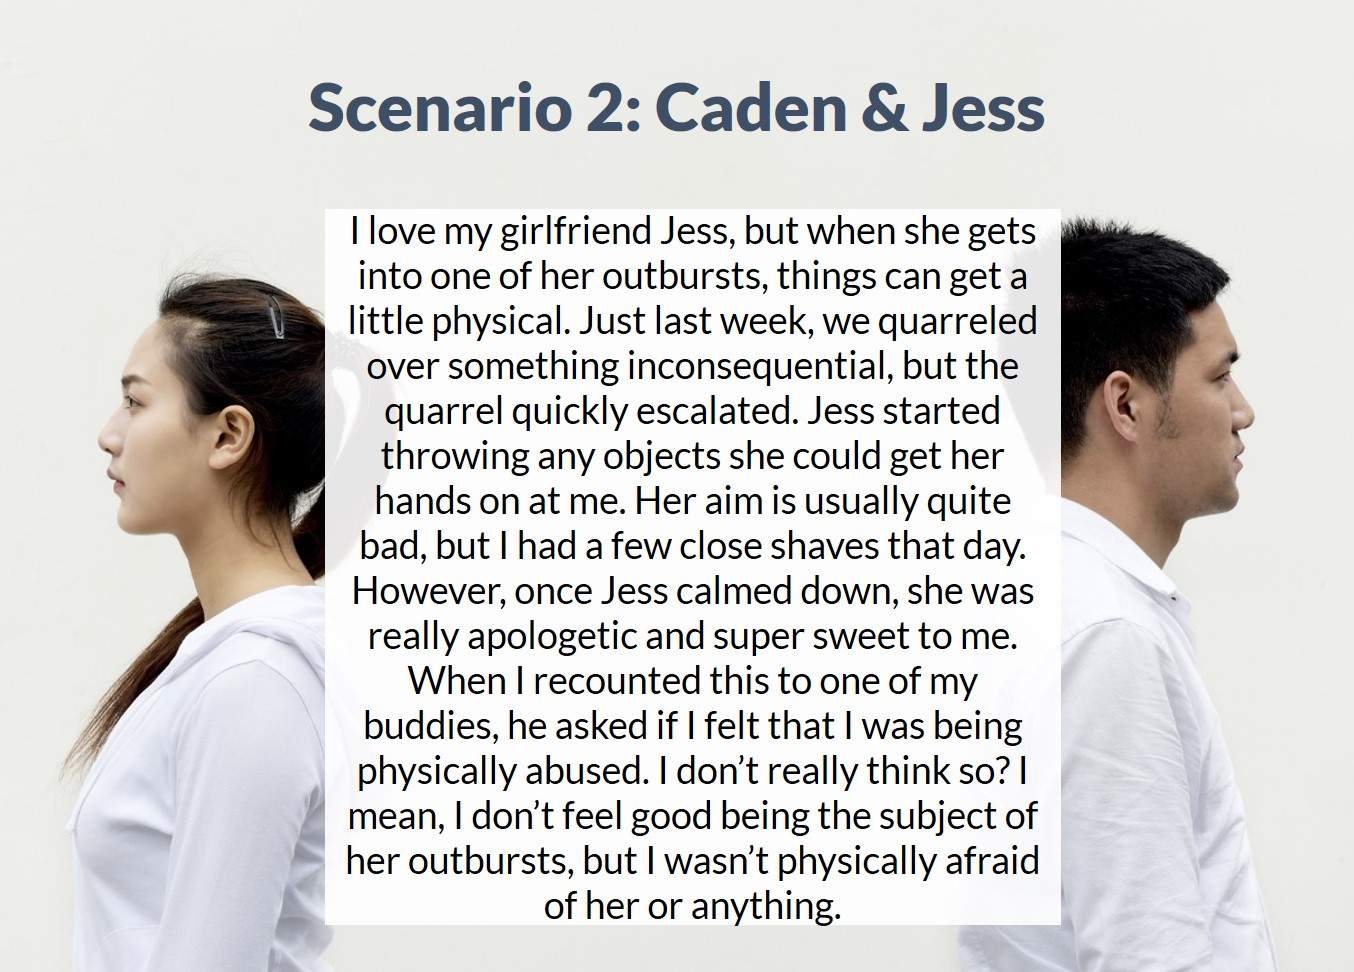 Scenario 2: Caden & Jess
I love my girlfriend Jess, but when she gets
into one of her outbursts, things can get a
little physical. Just last week, we quarreled
over something inconsequential, but the
quarrel quickly escalated. Jess started
throwing any objects she could get her
hands on at me. Her aim is usually quite
bad, but I had a few close shaves that day.
However, once Jess calmed down, she was
really apologetic and super sweet to me.
When I recounted this to one of my
buddies, he asked if I felt that I was being
physically abused. I don’t really think so? I
mean, I don’t feel good being the subject of
her outbursts, but I wasn’t physically afraid
of her or anything.